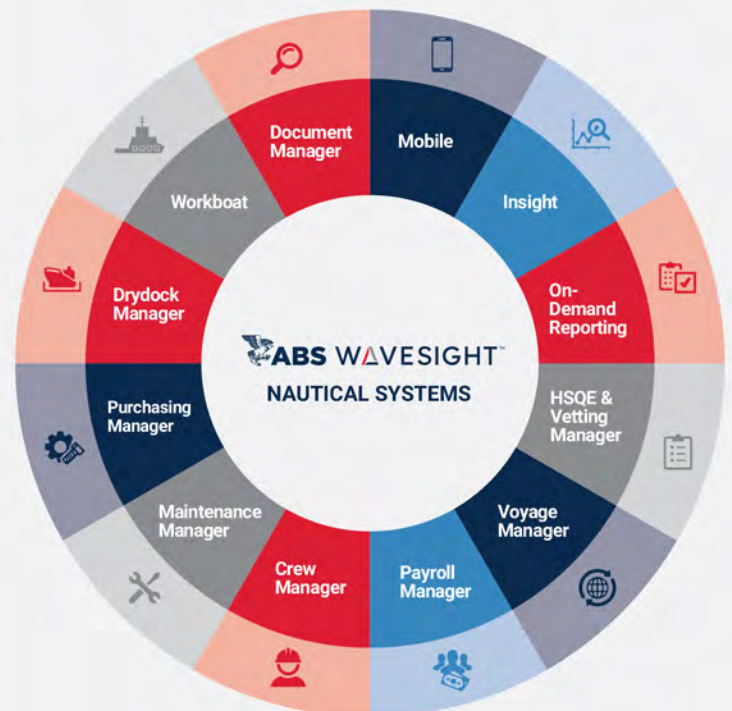 Document
Manager
Mobile
Insight
On-
Demand
Reporting
HSQE &
Vetting
Manager
Voyage
Manager
Payroll
Manager
Crew
Manager
Maintenance
Manager
Purchasing
Manager
Drydock
Manager
Workboat
ABS WAVESIGHT™
NAUTICAL SYSTEMS